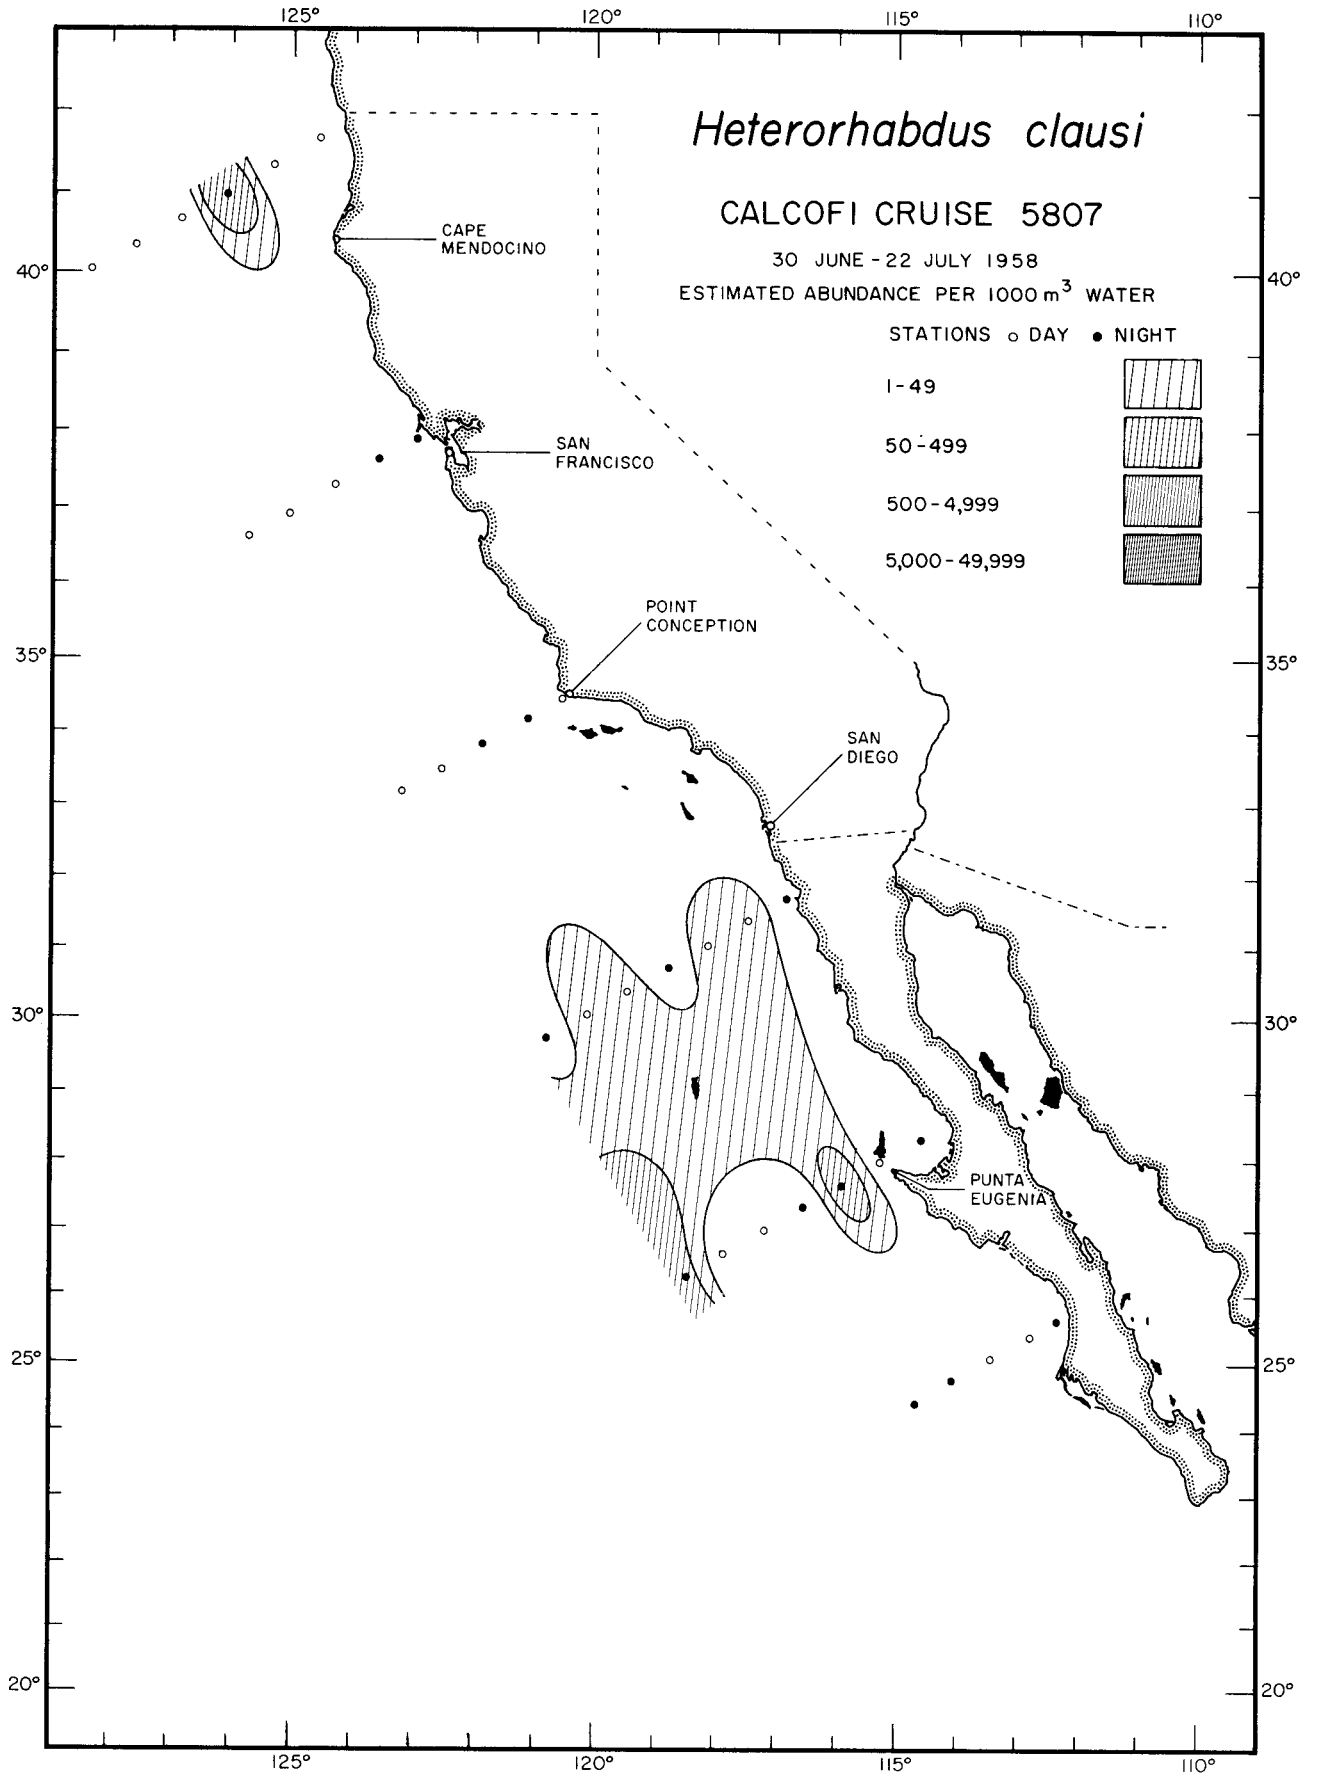 125° 120° 115° 110°
Heterorhabdus clausi
CALCOFI CRUISE 5807
30 JUNE - 22 JULY 1958
ESTIMATED ABUNDANCE PER 1000 m³ WATER
STATIONS ○ DAY ● NIGHT
1 - 49
50 - 499
500 - 4,999
5,000 - 49,999
CAPE
MENDOCINO
40° 40°
SAN
FRANCISCO
POINT
CONCEPTION
35° 35°
SAN
DIEGO
30° 30°
PUNTA
EUGENIA
25° 25°
20° 20°
125° 120° 115° 110°